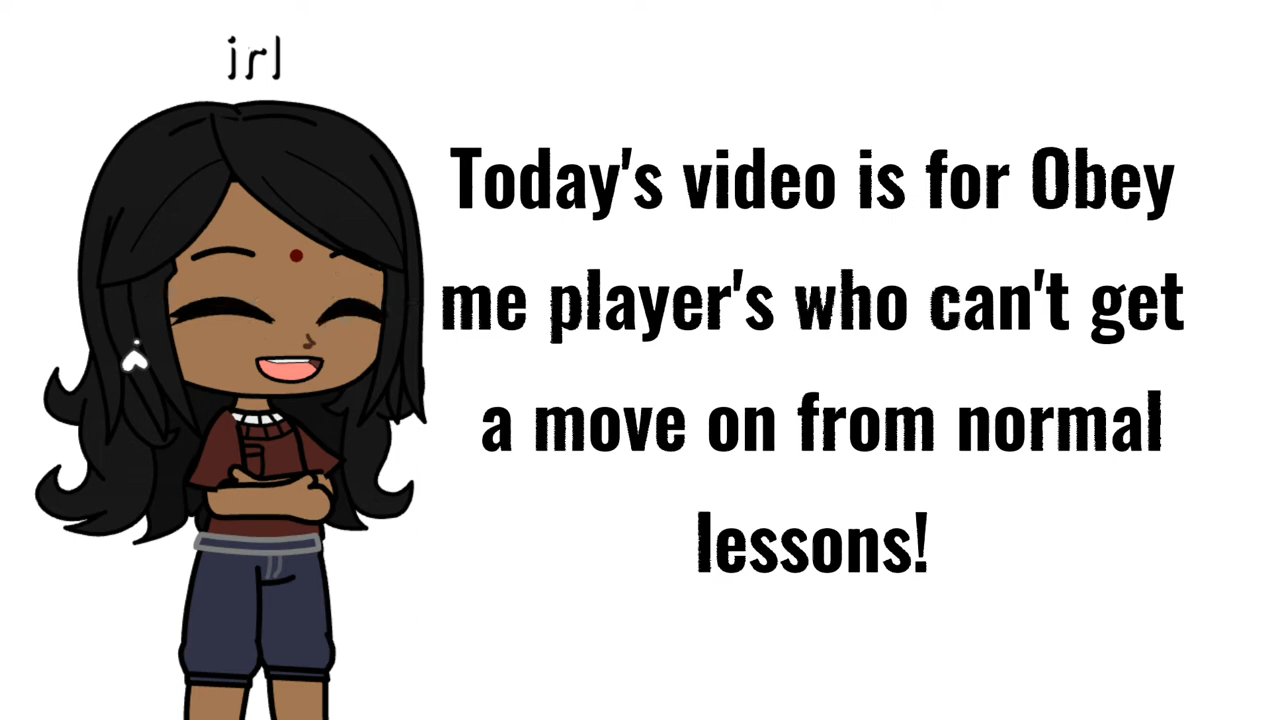 irl
Today's video is for Obey
me player's who can't get
a move on from normal
lessons!